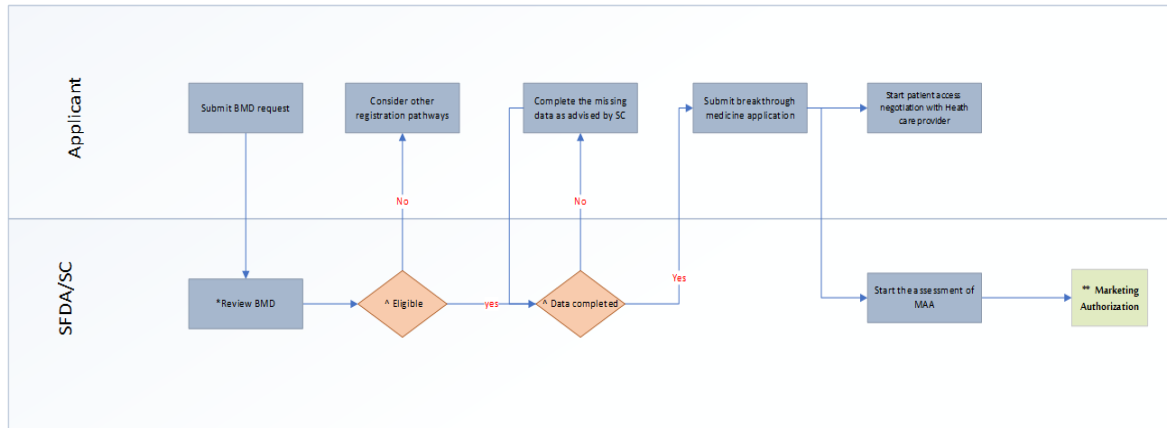 Applicant
Submit BMD request
Consider other
registration pathways
Complete the missing
data as advised by SC
Submit breakthrough
medicine application
Start patient access
negotiation with Heath
care provider
No
No
Yes
SFDA/SC
*Review BMD
^ Eligible
yes
^ Data completed
Start the assessment of
MAA
** Marketing
Authorization